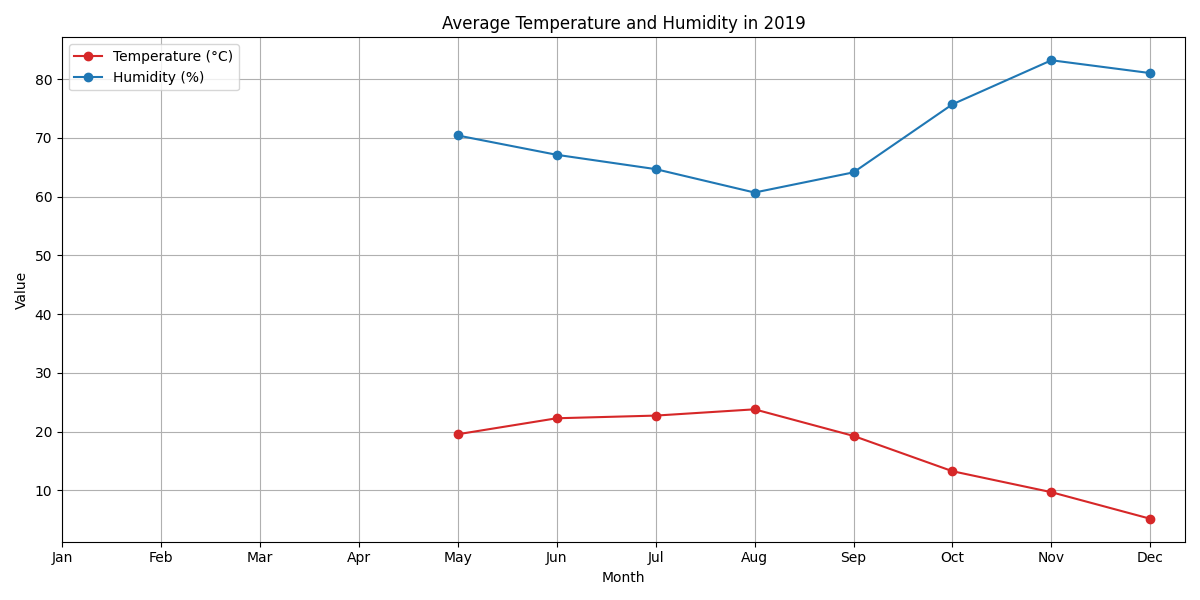 Average Temperature and Humidity in 2019
Temperature (°C)
Humidity (%)
80
70
60
50
40
30
20
10
Value
Jan Feb Mar Apr May Jun Jul Aug Sep Oct Nov Dec
Month